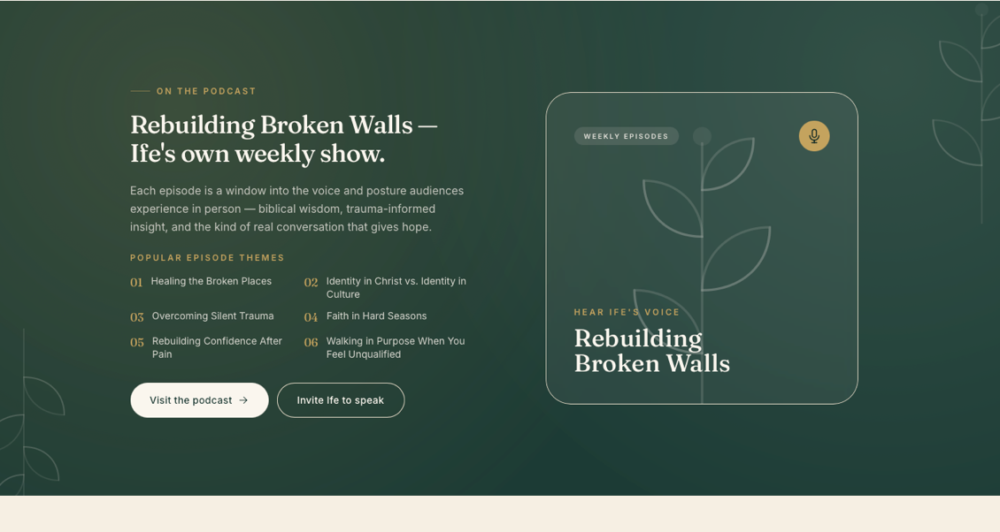 ON THE PODCAST
Rebuilding Broken Walls —
Ife's own weekly show.
Each episode is a window into the voice and posture audiences
experience in person — biblical wisdom, trauma-informed
insight, and the kind of real conversation that gives hope.
POPULAR EPISODE THEMES
01 Healing the Broken Places
02 Identity in Christ vs. Identity in
Culture
03 Overcoming Silent Trauma
04 Faith in Hard Seasons
05 Rebuilding Confidence After
Pain
06 Walking in Purpose When You
Feel Unqualified
Visit the podcast →
Invite Ife to speak
WEEKLY EPISODES
HEAR IFE'S VOICE
Rebuilding
Broken Walls